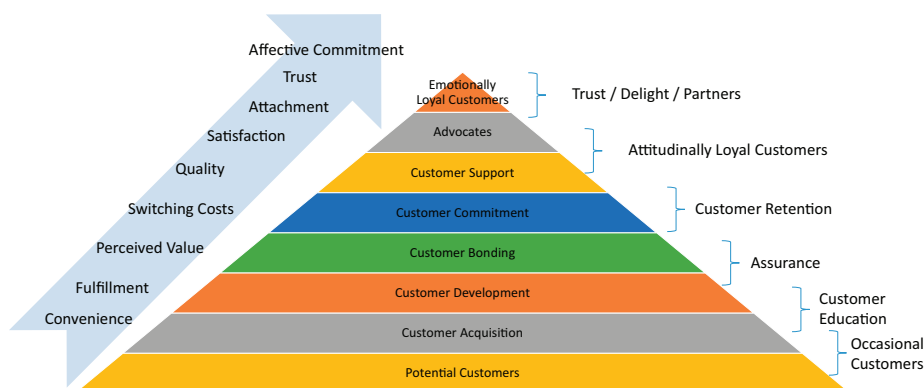 Affective Commitment
Trust
Attachment
Satisfaction
Quality
Switching Costs
Perceived Value
Fulfillment
Convenience
Emotionally
Loyal Customers
Advocates
Customer Support
Customer Commitment
Customer Bonding
Customer Development
Customer Acquisition
Potential Customers
Trust / Delight / Partners
Attitudinally Loyal Customers
Customer Retention
Assurance
Customer
Education
Occasional
Customers